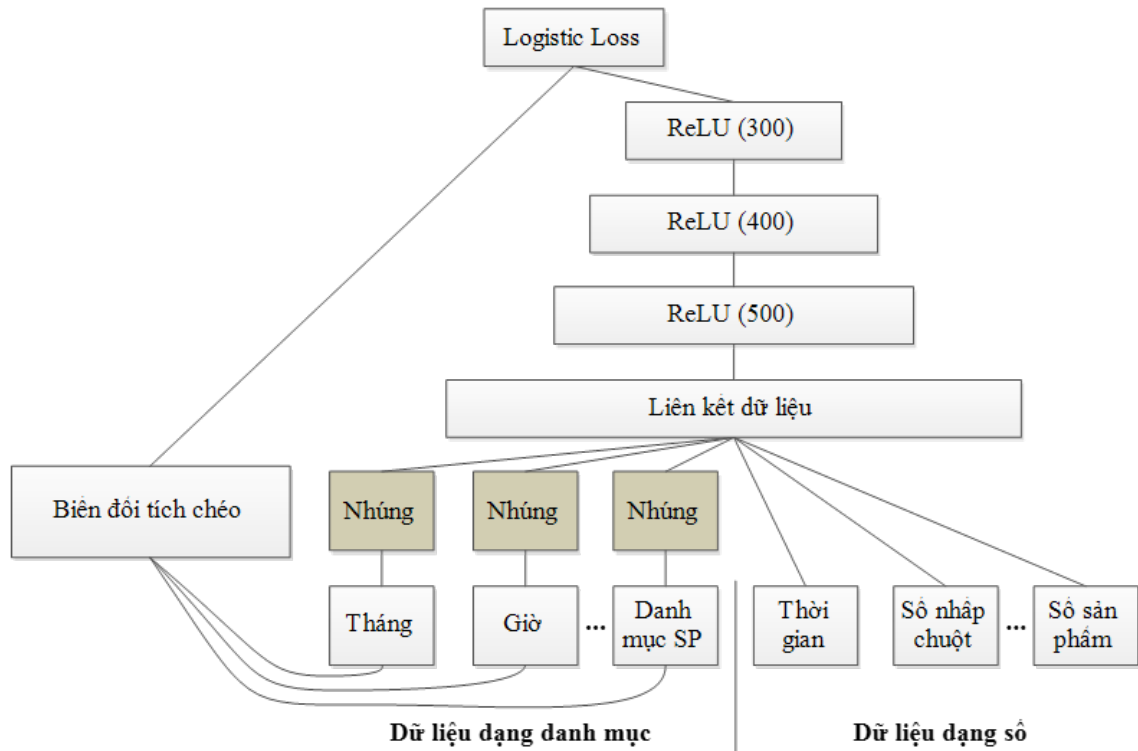 Logistic Loss
ReLU (300)
ReLU (400)
ReLU (500)
Liên kết dữ liệu
Biến đổi tích chéo
Nhúng
Nhúng
Nhúng
Tháng
Giờ
...
Danh
mục SP
Thời
gian
Số nhấp
chuột
...
Số sản
phẩm
Dữ liệu dạng danh mục
Dữ liệu dạng số